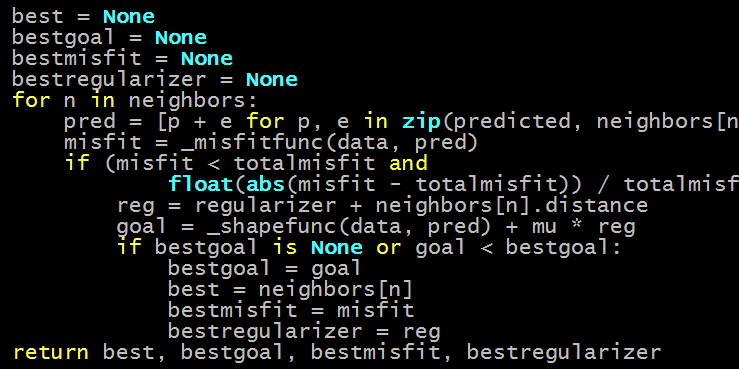 best = None
bestgoal = None
bestmisfit = None
bestregularizer = None
for n in neighbors:
    pred = [p + e for p, e in zip(predicted, neighbors[n
    misfit = _misfitfunc(data, pred)
    if (misfit < totalmisfit and
            float(abs(misfit - totalmisfit)) / totalmisf
        reg = regularizer + neighbors[n].distance
        goal = _shapefunc(data, pred) + mu * reg
        if bestgoal is None or goal < bestgoal:
            bestgoal = goal
            best = neighbors[n]
            bestmisfit = misfit
            bestregularizer = reg
return best, bestgoal, bestmisfit, bestregularizer